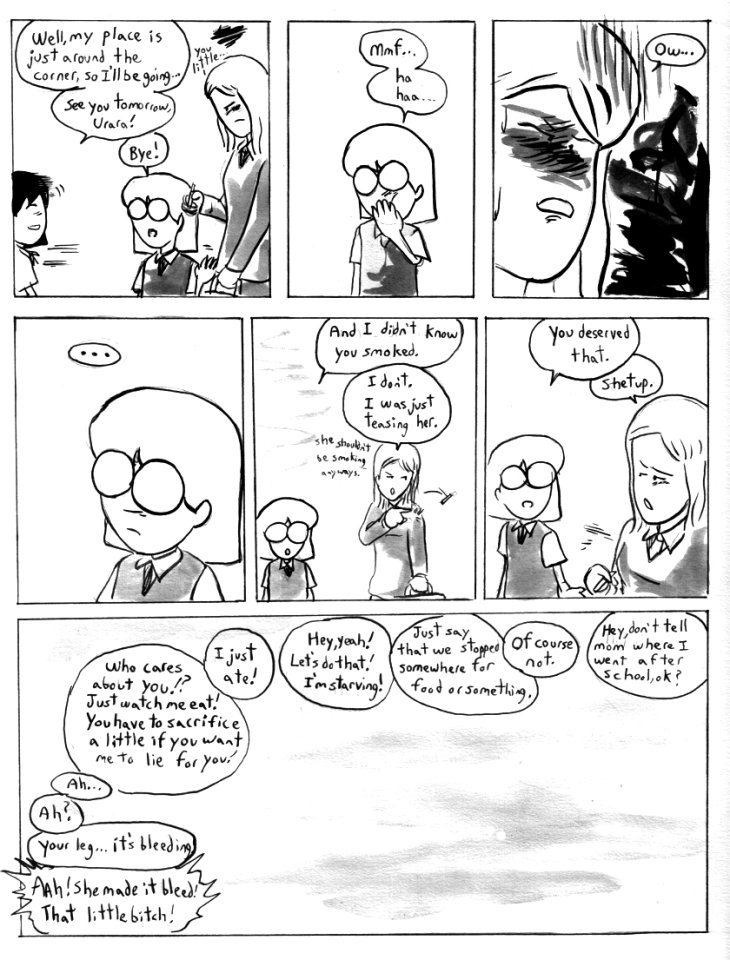 Ow...
Mmf...
ha
haa...
Well, my place is
just around the
corner, so I'll be going...
you
little...
!
See you tomorrow,
Urara!
Bye!
You deserved
that.
Shetup.
And I didn't know
you smoked.
I don't.
I was just
teasing her.
she shouldn't
be smoking
anyways.
...
Hey, don't tell
mom where I
went after
school, ok?
Of course
not.
Just say
that we stopped
somewhere for
food or something.
Hey, yeah!
Let's do that!
I'm starving!
I just
ate!
Who cares
about you!?
Just watch me eat!
You have to sacrifice
a little if you want
me to lie for you!
Ah...
Ah?
your leg... it's bleeding
AAh! She made it bleed!
That little bitch!